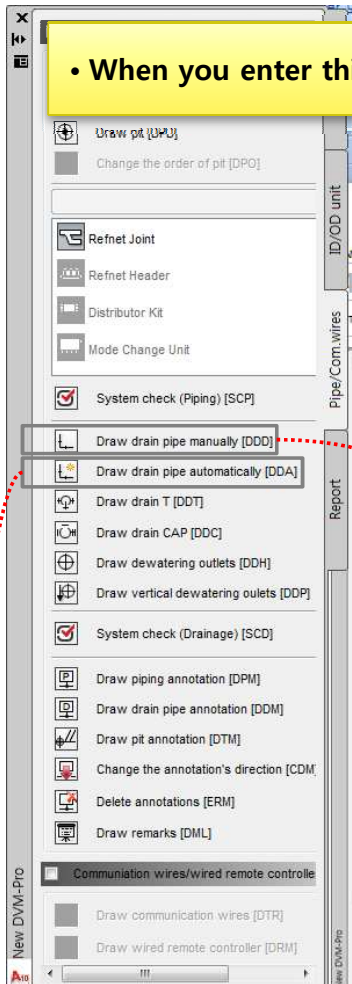 • When you enter thi
Draw pit [DPD]
Change the order of pit [DPO]
Refnet Joint
Refnet Header
Distributor Kit
Mode Change Unit
System check (Piping) [SCP]
Draw drain pipe manually [DDD]
Draw drain pipe automatically [DDA]
Draw drain T [DDT]
Draw drain CAP [DDC]
Draw dewatering outlets [DDH]
Draw vertical dewatering oulets [DDP]
System check (Drainage) [SCD]
Draw piping annotation [DPM]
Draw drain pipe annotation [DDM]
Draw pit annotation [DTM]
Change the annotation's direction [CDM
Delete annotations [ERM]
Draw remarks [DML]
Communiation wires/wired remote controlle
Draw communication wires [DTR]
Draw wired remote controller [DRM]
ID/OD unit
Pipe/Com.wires
Report
New DVM-Pro
New DVM-Pro